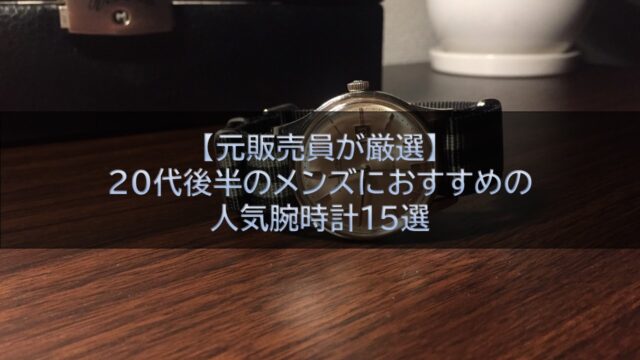 【元販売員が厳選】
20代後半のメンズにおすすめの
人気腕時計15選